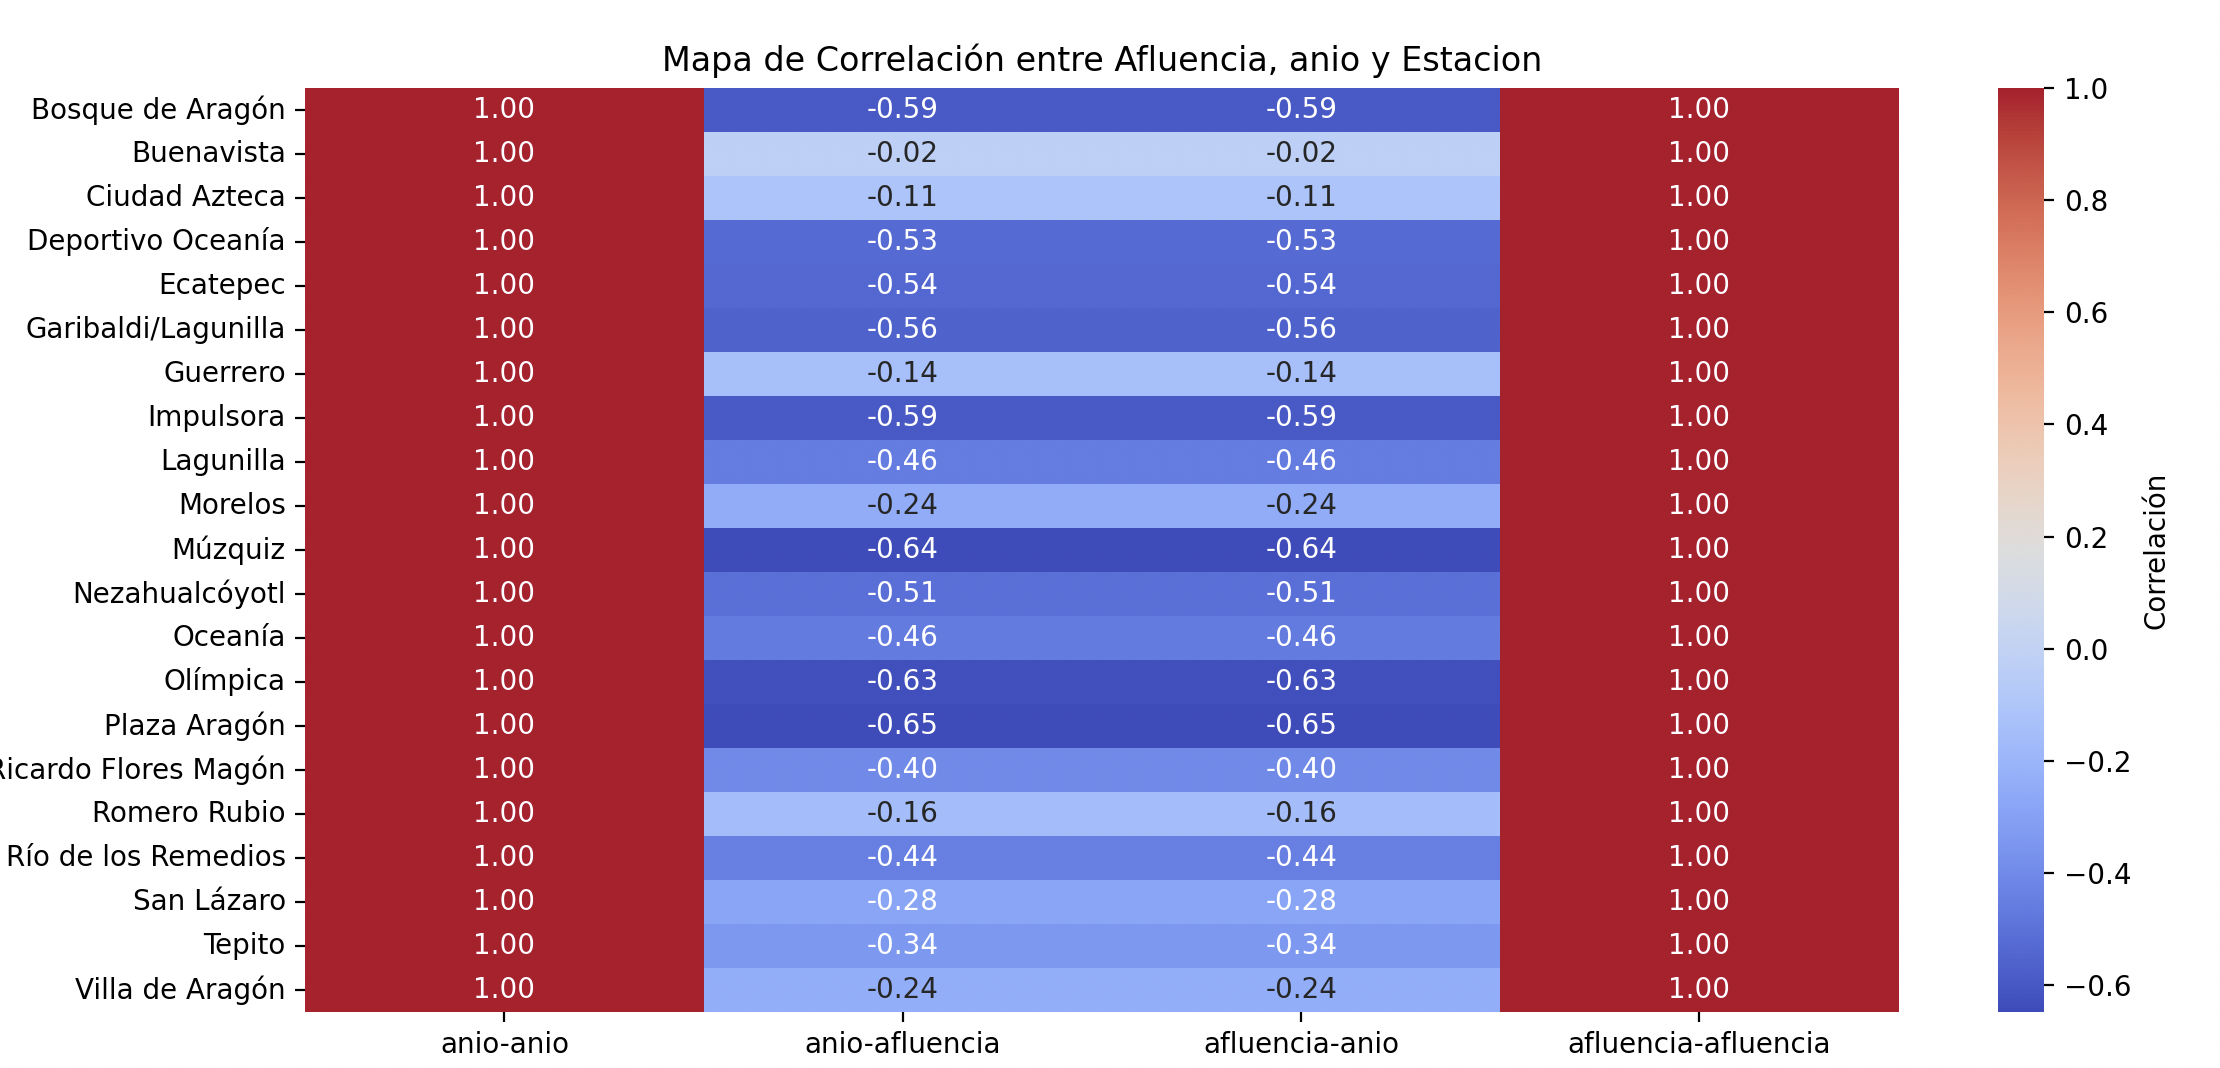 Mapa de Correlación entre Afluencia, anio y Estacion
Bosque de Aragón 1.00 -0.59 -0.59 1.00
Buenavista 1.00 -0.02 -0.02 1.00
Ciudad Azteca 1.00 -0.11 -0.11 1.00
Deportivo Oceanía 1.00 -0.53 -0.53 1.00
Ecatepec 1.00 -0.54 -0.54 1.00
Garibaldi/Lagunilla 1.00 -0.56 -0.56 1.00
Guerrero 1.00 -0.14 -0.14 1.00
Impulsora 1.00 -0.59 -0.59 1.00
Lagunilla 1.00 -0.46 -0.46 1.00
Morelos 1.00 -0.24 -0.24 1.00
Múzquiz 1.00 -0.64 -0.64 1.00
Nezahualcóyotl 1.00 -0.51 -0.51 1.00
Oceanía 1.00 -0.46 -0.46 1.00
Olímpica 1.00 -0.63 -0.63 1.00
Plaza Aragón 1.00 -0.65 -0.65 1.00
Ricardo Flores Magón 1.00 -0.40 -0.40 1.00
Romero Rubio 1.00 -0.16 -0.16 1.00
Río de los Remedios 1.00 -0.44 -0.44 1.00
San Lázaro 1.00 -0.28 -0.28 1.00
Tepito 1.00 -0.34 -0.34 1.00
Villa de Aragón 1.00 -0.24 -0.24 1.00
anio-anio anio-afluencia afluencia-anio afluencia-afluencia
1.0
0.8
0.6
0.4
0.2
0.0
−0.2
−0.4
−0.6
Correlación